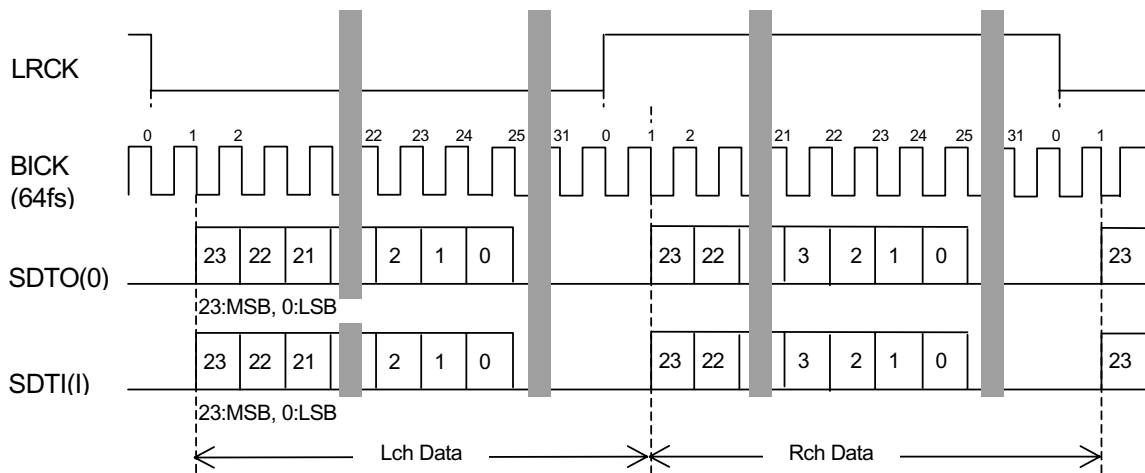 LRCK
0 1 2 22 23 24 25 31 0 1 2 21 22 23 24 25 31 0 1
BICK
(64fs)
SDTO(0) 23 22 21 2 1 0 23 22 3 2 1 0 23
23:MSB, 0:LSB
SDTI(I) 23 22 21 2 1 0 23 22 3 2 1 0 23
23:MSB, 0:LSB
Lch Data Rch Data